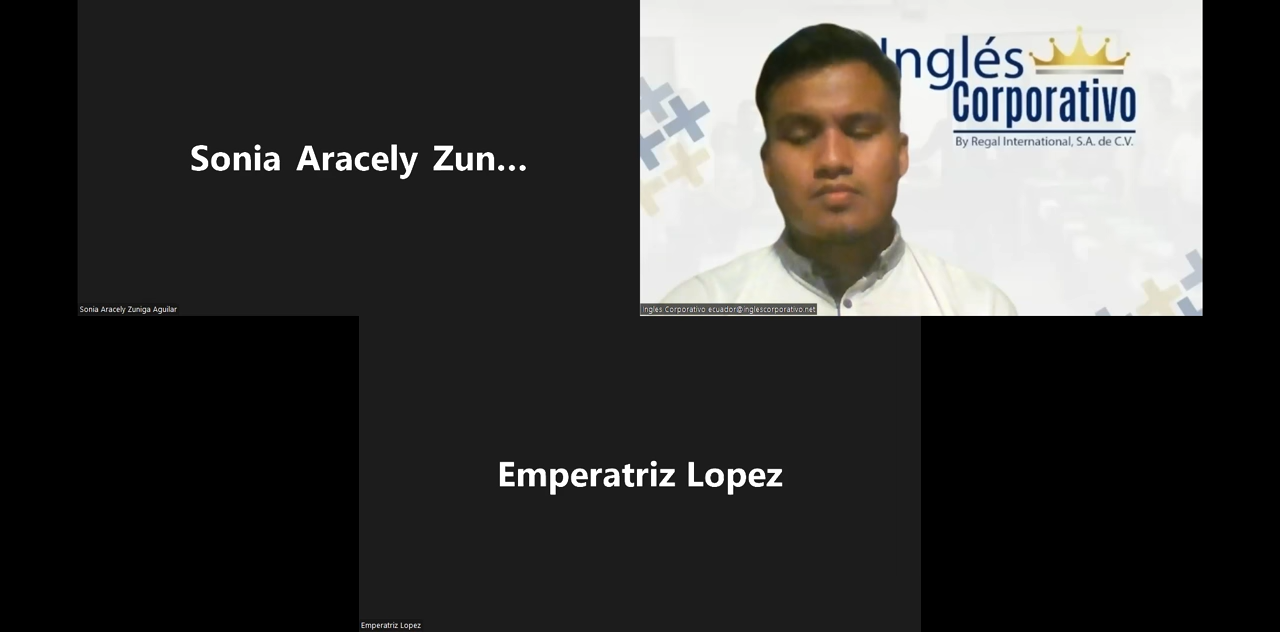 Sonia Aracely Zun...
Sonia Aracely Zuniga Aguilar
Inglés
Corporativo
By Regal International, S.A. de C.V.
Ingles Corporativo ecuador@inglescorporativo.net
Emperatriz Lopez
Emperatriz Lopez